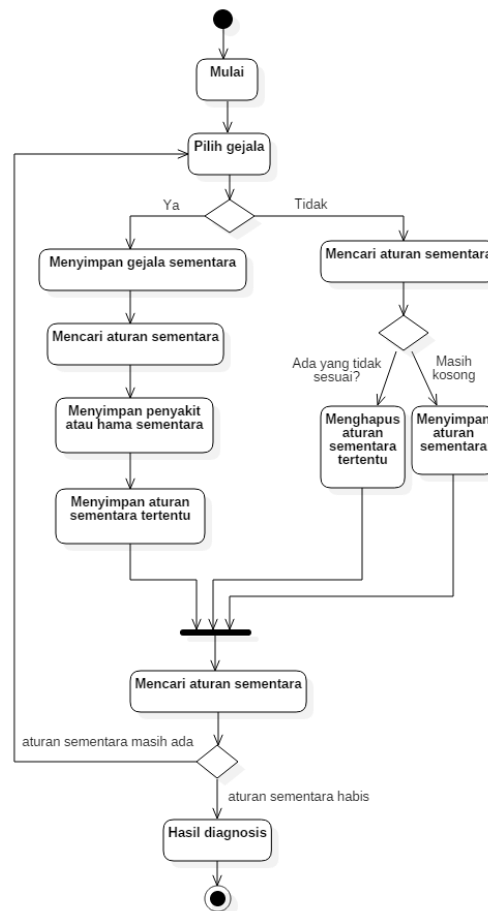 Mulai
Pilih gejala
Ya
Tidak
Menyimpan gejala sementara
Mencari aturan sementara
Mencari aturan sementara
Ada yang tidak
sesuai?
Masih
kosong
Menyimpan penyakit
atau hama sementara
Menghapus
aturan
sementara
tertentu
Menyimpan
aturan
sementara
Menyimpan aturan
sementara tertentu
Mencari aturan sementara
aturan sementara masih ada
aturan sementara habis
Hasil diagnosis